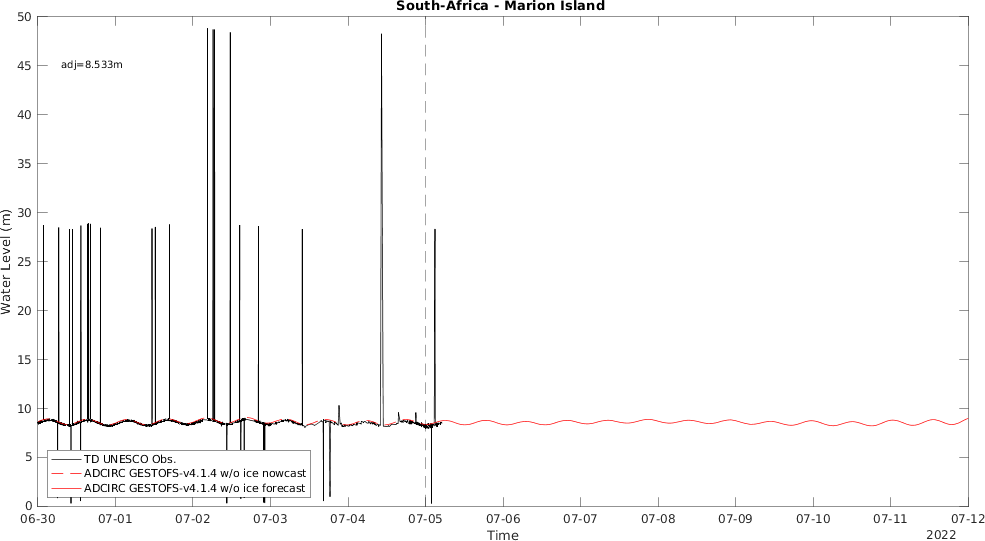 South-Africa - Marion Island
50
45
40
35
30
25
20
15
10
5
0
Water Level (m)
adj=8.533m
TD UNESCO Obs.
ADCIRC GESTOFS-v4.1.4 w/o ice nowcast
ADCIRC GESTOFS-v4.1.4 w/o ice forecast
06-30 07-01 07-02 07-03 07-04 07-05 07-06 07-07 07-08 07-09 07-10 07-11 07-12
Time
2022